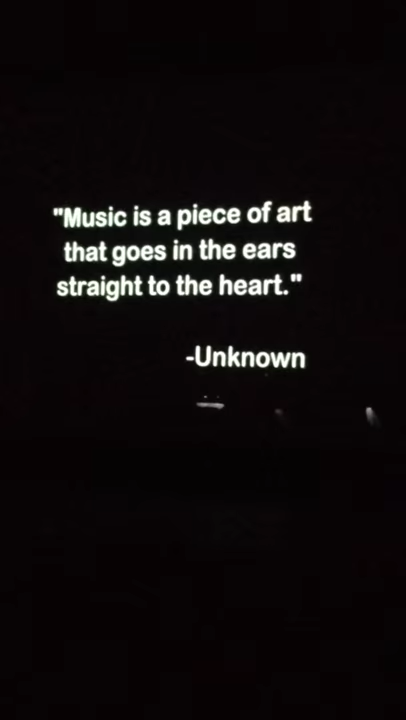 "Music is a piece of art
that goes in the ears
straight to the heart."
-Unknown